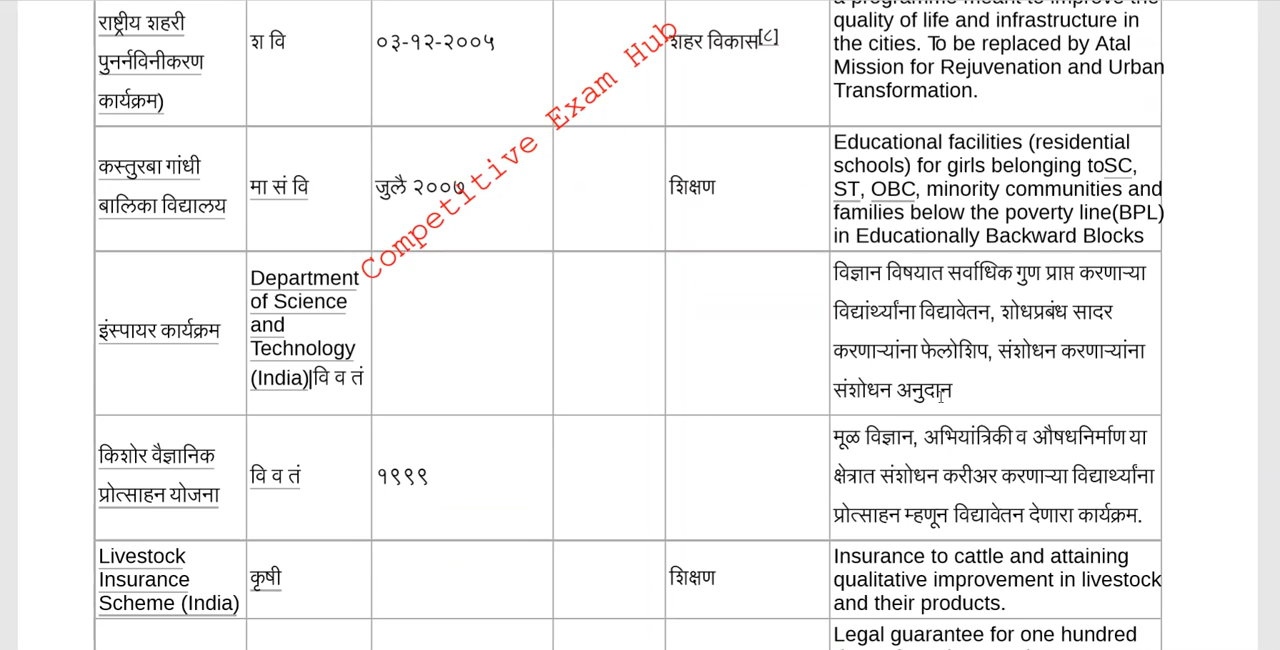 a programme meant to improve the
राष्ट्रीय शहरी
पुनर्नविनीकरण
कार्यक्रम)
श वि
०३-१२-२००५
शहर विकास[८]
quality of life and infrastructure in
the cities. To be replaced by Atal
Mission for Rejuvenation and Urban
Transformation.
कस्तुरबा गांधी
बालिका विद्यालय
मा सं वि
जुलै २००७
शिक्षण
Educational facilities (residential
schools) for girls belonging toSC,
ST, OBC, minority communities and
families below the poverty line(BPL)
in Educationally Backward Blocks
इंस्पायर कार्यक्रम
Department
of Science
and
Technology
(India)|वि व तं
विज्ञान विषयात सर्वाधिक गुण प्राप्त करणाऱ्या
विद्यांर्थ्यांना विद्यावेतन, शोधप्रबंध सादर
करणाऱ्यांना फेलोशिप, संशोधन करणाऱ्यांना
संशोधन अनुदान
किशोर वैज्ञानिक
प्रोत्साहन योजना
वि व तं
१९९९
मूळ विज्ञान, अभियांत्रिकी व औषधनिर्माण या
क्षेत्रात संशोधन करीअर करणाऱ्या विद्यार्थ्यांना
प्रोत्साहन म्हणून विद्यावेतन देणारा कार्यक्रम.
Livestock
Insurance
Scheme (India)
कृषी
शिक्षण
Insurance to cattle and attaining
qualitative improvement in livestock
and their products.
Legal guarantee for one hundred
Competitive Exam Hub